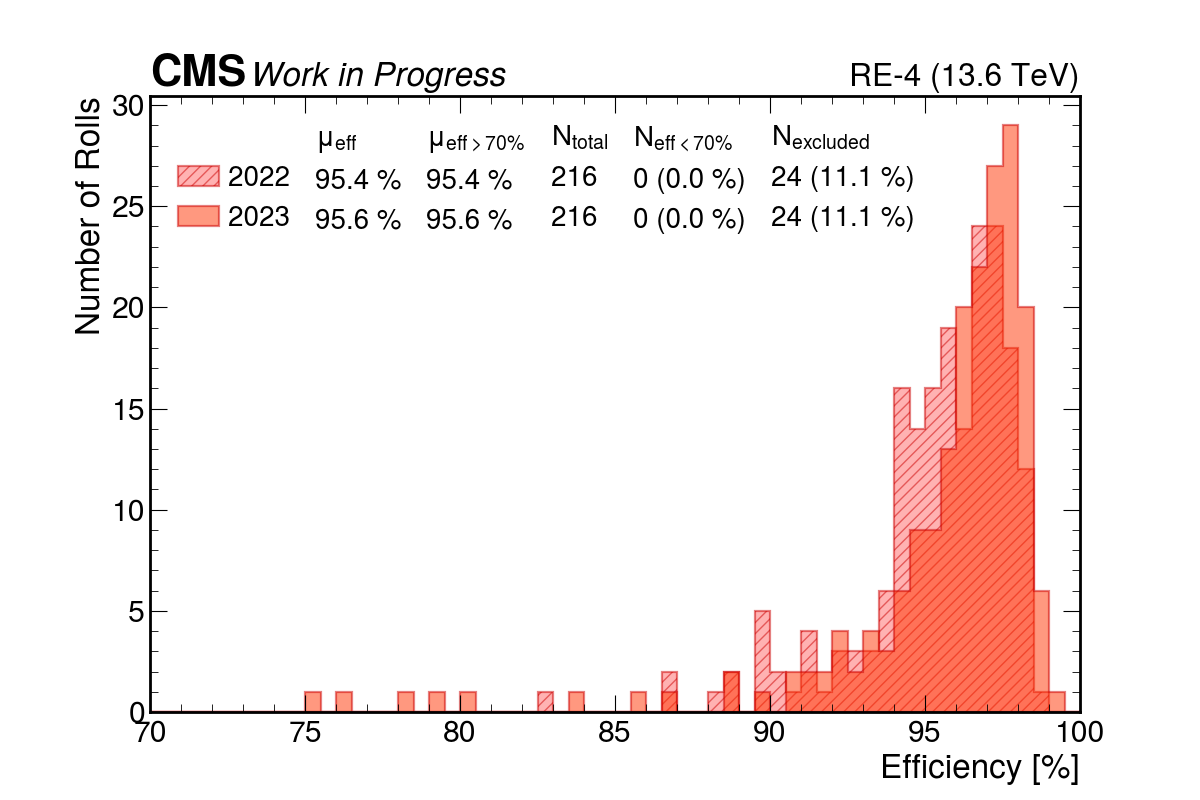 CMS Work in Progress RE-4 (13.6 TeV)
Number of Rolls
30
25
20
15
10
5
0
μeff μeff > 70% Ntotal Neff < 70% Nexcluded
2022 95.4 % 95.4 % 216 0 (0.0 %) 24 (11.1 %)
2023 95.6 % 95.6 % 216 0 (0.0 %) 24 (11.1 %)
70 75 80 85 90 95 100
Efficiency [%]